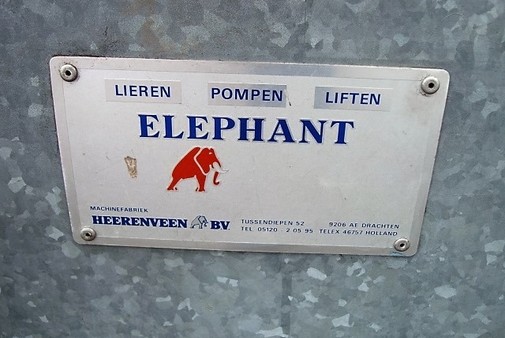 LIEREN POMPEN LIFTEN
ELEPHANT
MACHINEFABRIEK
HEERENVEEN BV
TUSSENDIEPEN 52 9206 AE DRACHTEN
TEL. 05120 - 2 05 95 TELEX 46757 HOLLAND